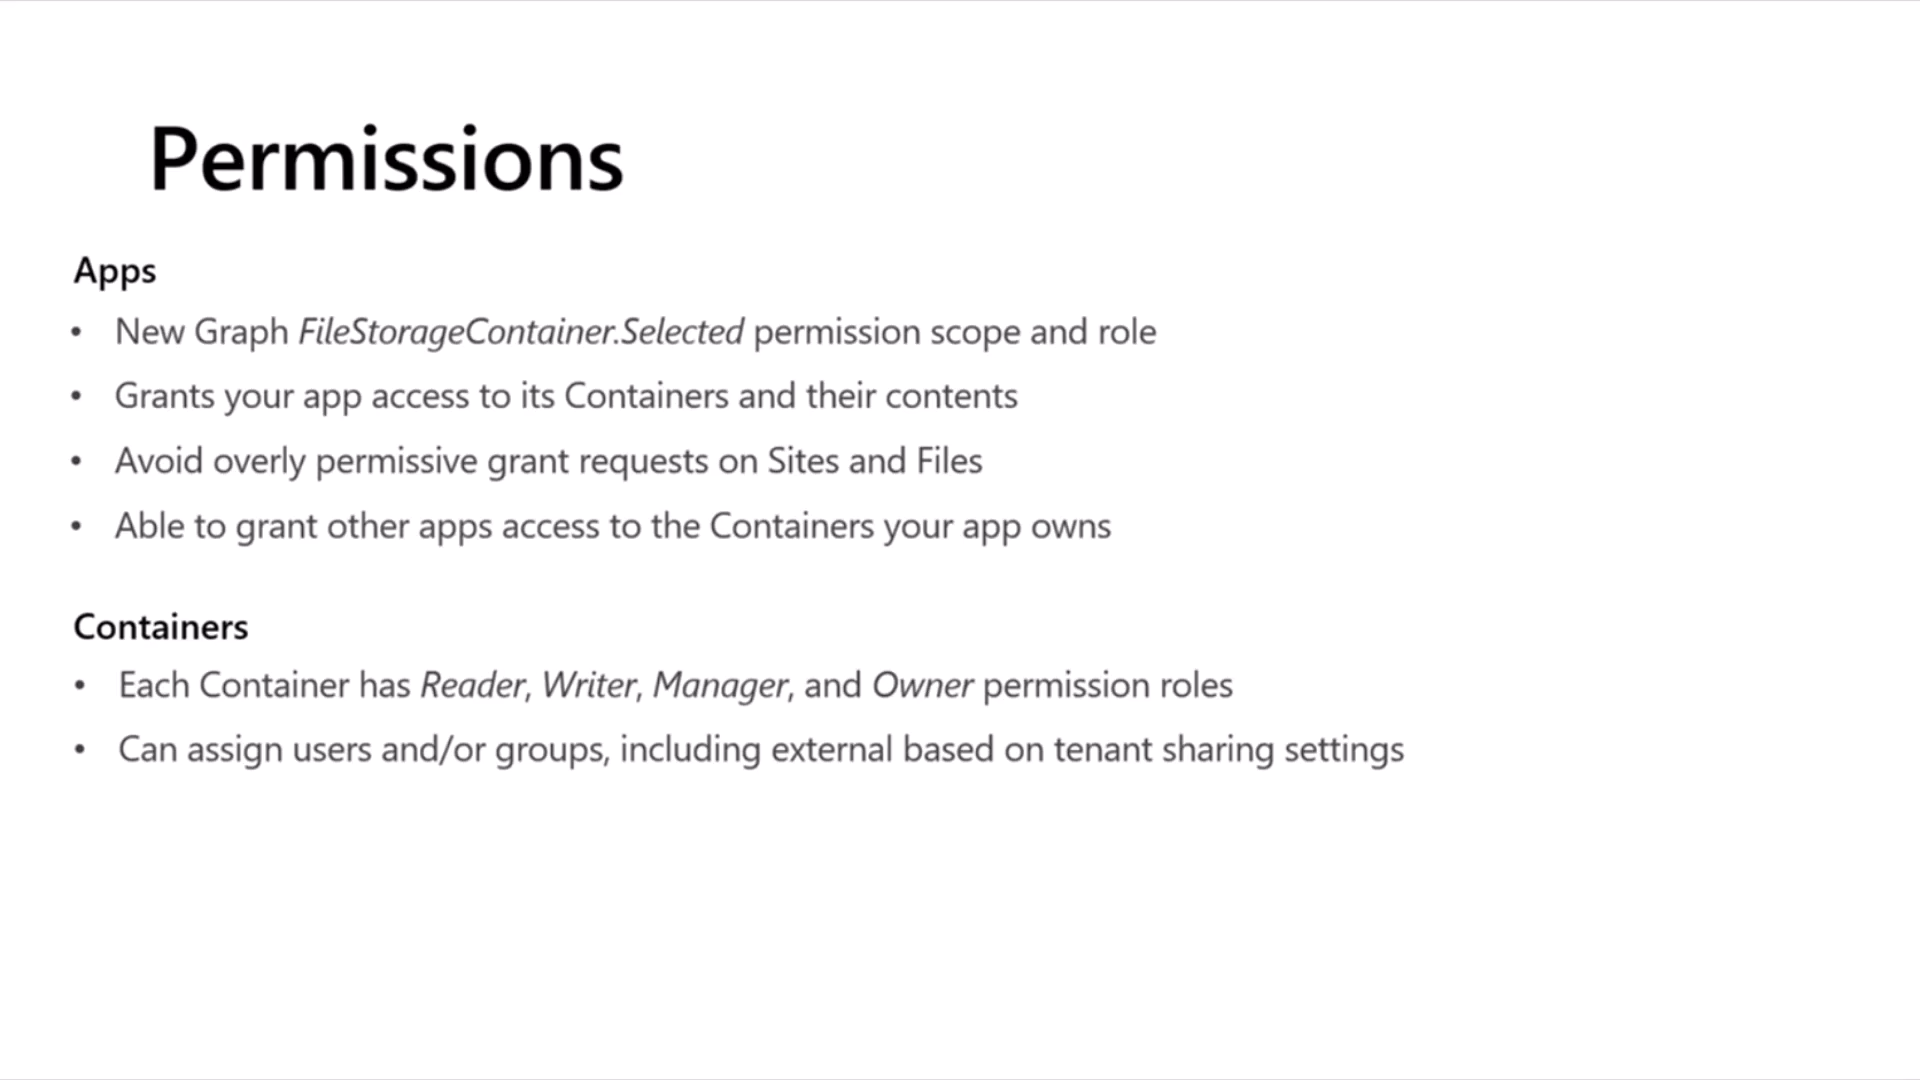 Permissions
Apps
• New Graph FileStorageContainer.Selected permission scope and role
• Grants your app access to its Containers and their contents
• Avoid overly permissive grant requests on Sites and Files
• Able to grant other apps access to the Containers your app owns
Containers
• Each Container has Reader, Writer, Manager, and Owner permission roles
• Can assign users and/or groups, including external based on tenant sharing settings